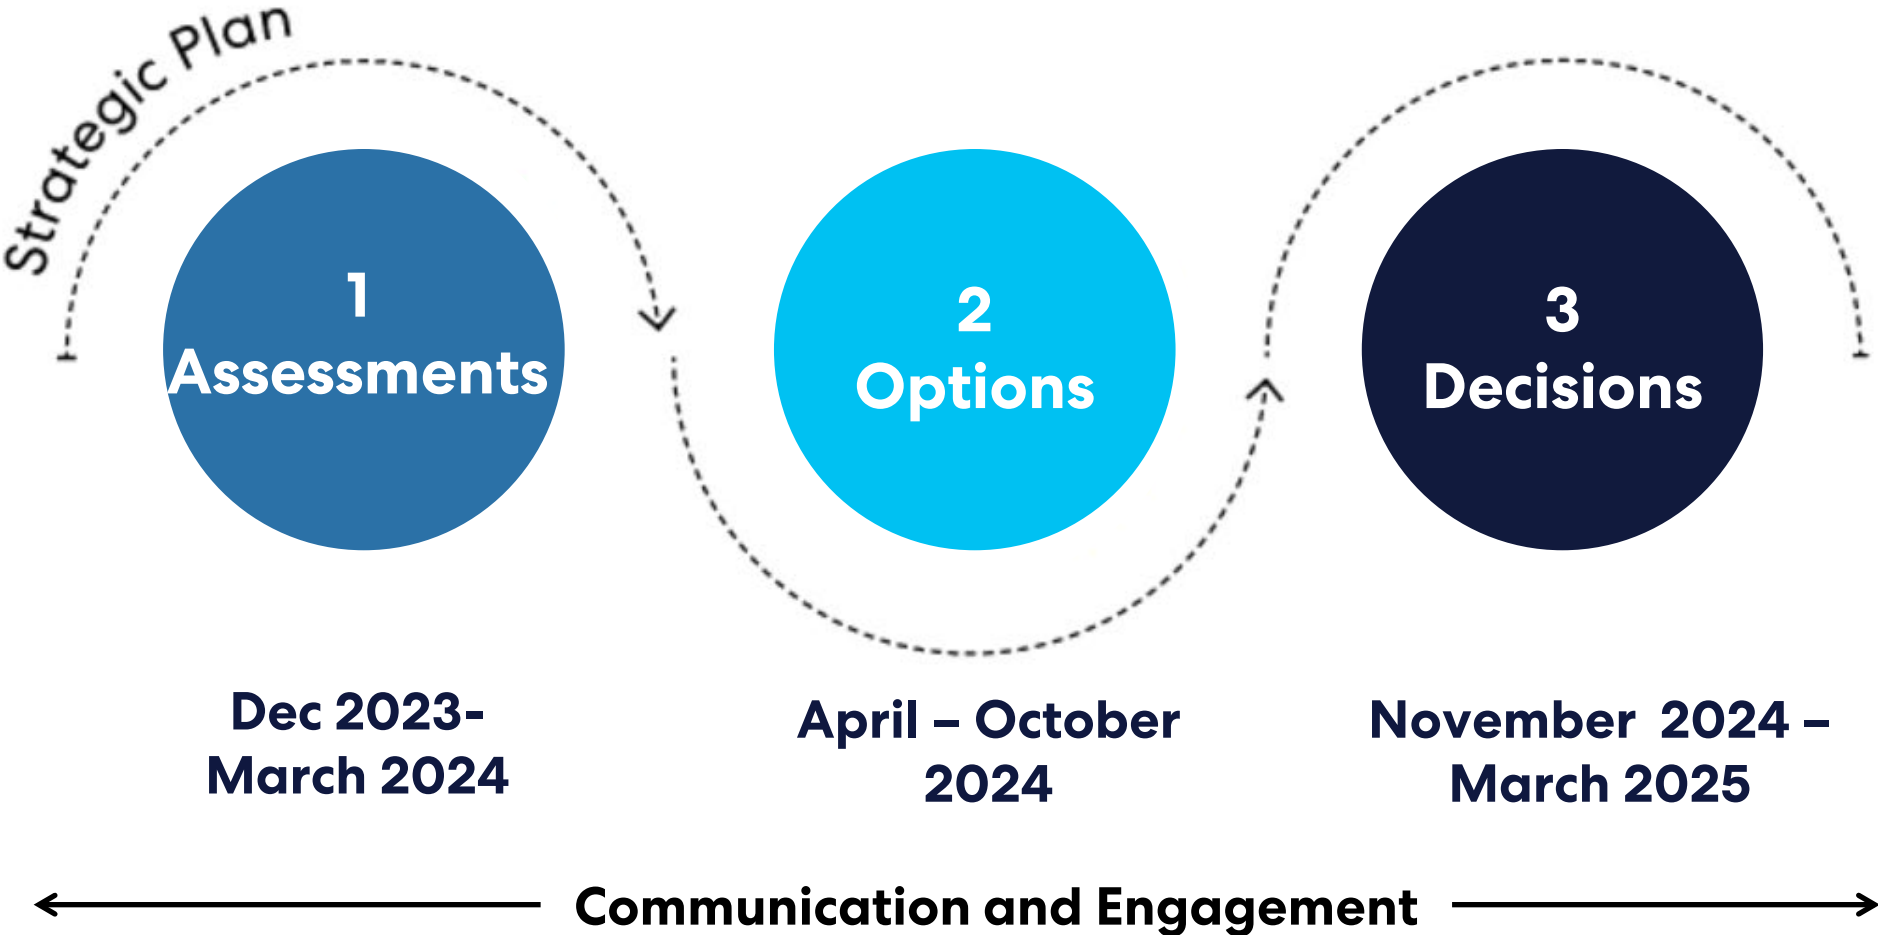 Strategic Plan
1
Assessments
2
Options
3
Decisions
Dec 2023-
March 2024
April – October
2024
November  2024 –
March 2025
Communication and Engagement